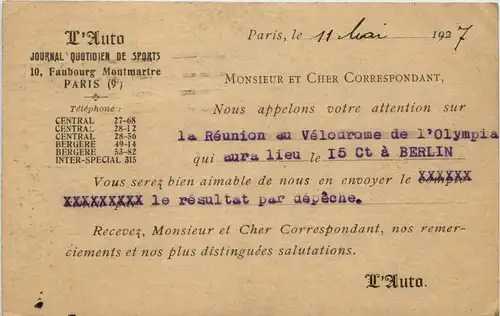 L'Auto
JOURNAL QUOTIDIEN DE SPORTS
10, Faubourg Montmartre
PARIS (9e)
Téléphone :
CENTRAL 27-68
CENTRAL 28-12
CENTRAL 28-56
BERGERE 49-14
BERGERE 53-82
INTER-SPECIAL 315
Paris, le 11 Mai 1927
MONSIEUR ET CHER CORRESPONDANT,
Nous appelons votre attention sur
la Réunion au Vélodrome de l'Olympia
qui aura lieu le 15 Ct à BERLIN
Vous serez bien aimable de nous en envoyer le XXXXXX
XXXXXXXXX le résultat par dépêche.
Recevez, Monsieur et Cher Correspondant, nos remer-
ciements et nos plus distinguées salutations.
L'Auto.